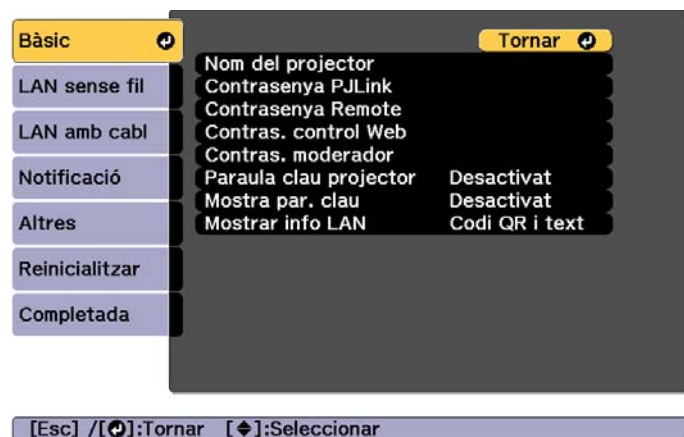 Bàsic
LAN sense fil
LAN amb cabl
Notificació
Altres
Reinicialitzar
Completada
Tornar
Nom del projector
Contrasenya PJLink
Contrasenya Remote
Contras. control Web
Contras. moderador
Paraula clau projector Desactivat
Mostra par. clau Desactivat
Mostrar info LAN Codi QR i text
[Esc] /[⏎]:Tornar [◆]:Seleccionar